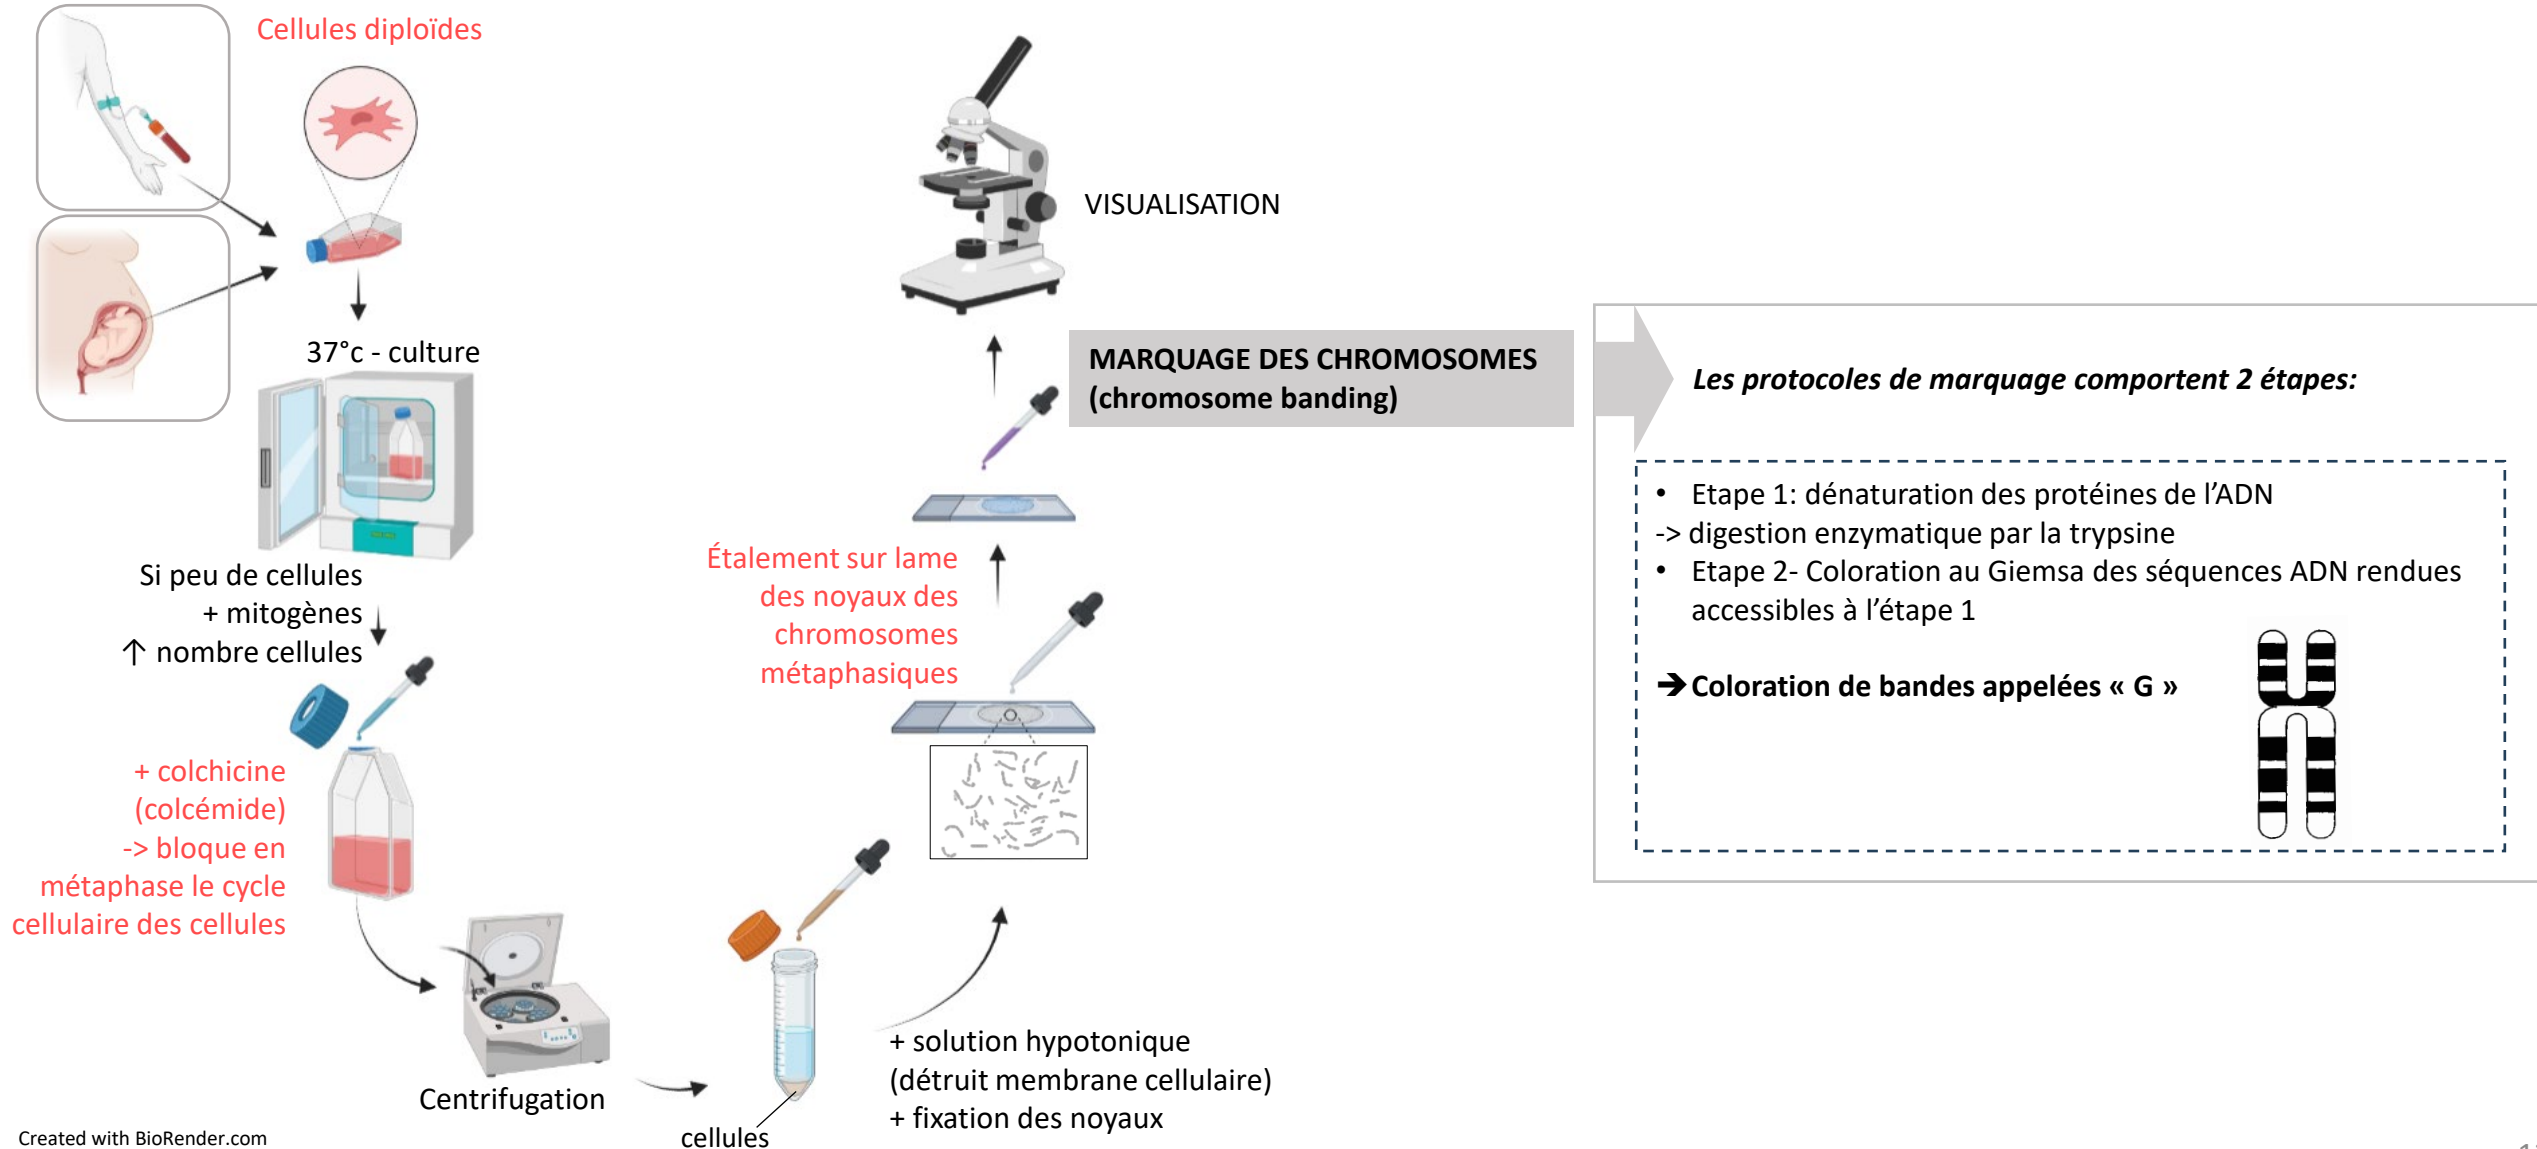 Cellules diploïdes
37°c - culture
Si peu de cellules
+ mitogènes
↑ nombre cellules
+ colchicine
(colcémide)
-> bloque en
métaphase le cycle
cellulaire des cellules
Centrifugation
cellules
+ solution hypotonique
(détruit membrane cellulaire)
+ fixation des noyaux
Étalement sur lame
des noyaux des
chromosomes
métaphasiques
MARQUAGE DES CHROMOSOMES
(chromosome banding)
VISUALISATION
Les protocoles de marquage comportent 2 étapes:
• Etape 1: dénaturation des protéines de l’ADN
-> digestion enzymatique par la trypsine
• Etape 2- Coloration au Giemsa des séquences ADN rendues
accessibles à l’étape 1
➔ Coloration de bandes appelées « G »
Created with BioRender.com